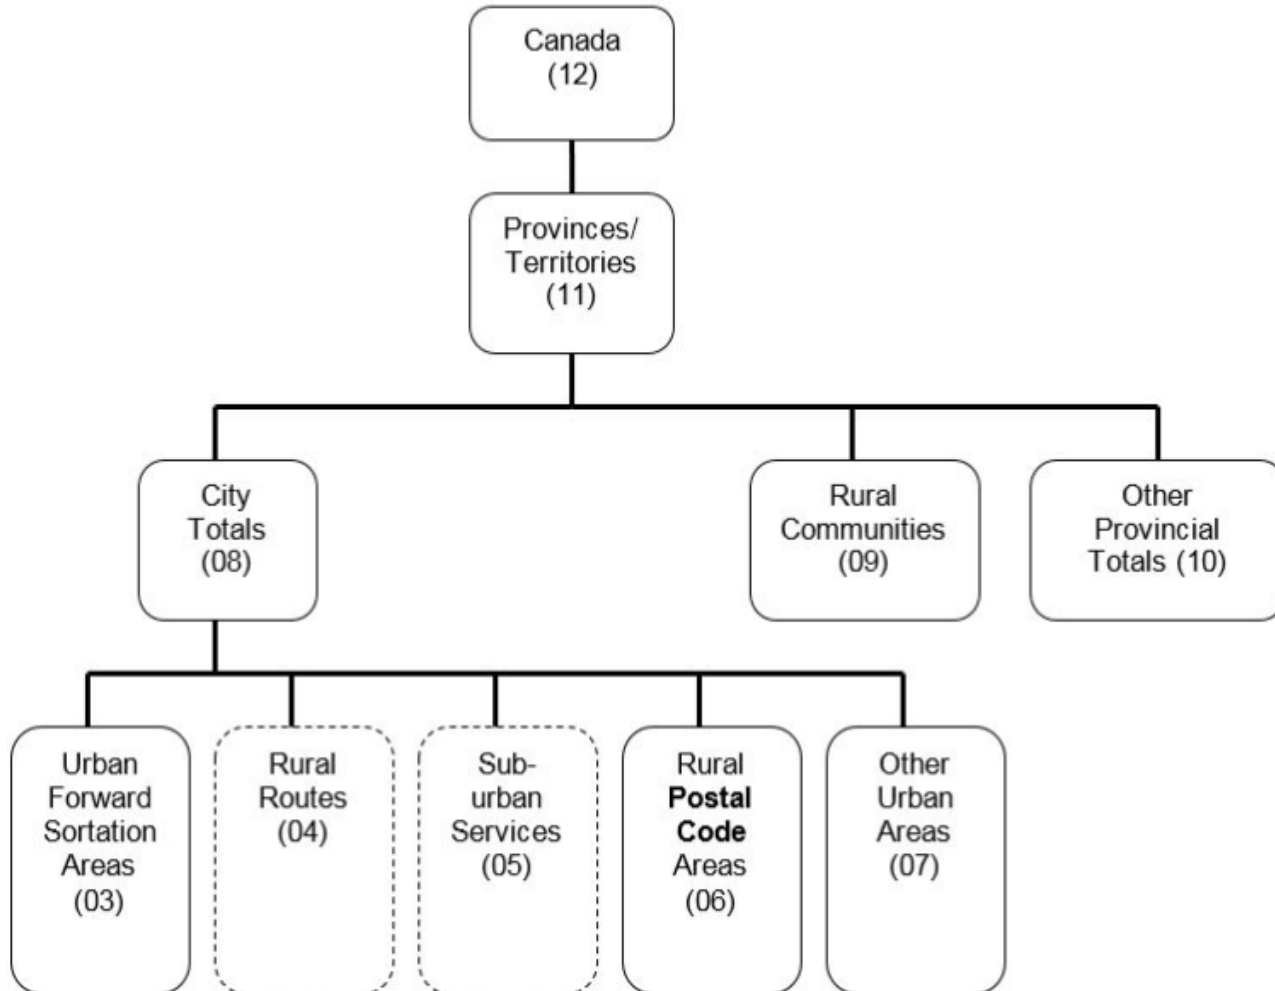 Canada
(12)
Provinces/
Territories
(11)
City
Totals
(08)
Rural
Communities
(09)
Other
Provincial
Totals (10)
Urban
Forward
Sortation
Areas
(03)
Rural
Routes
(04)
Sub-
urban
Services
(05)
Rural
Postal
Code
Areas
(06)
Other
Urban
Areas
(07)